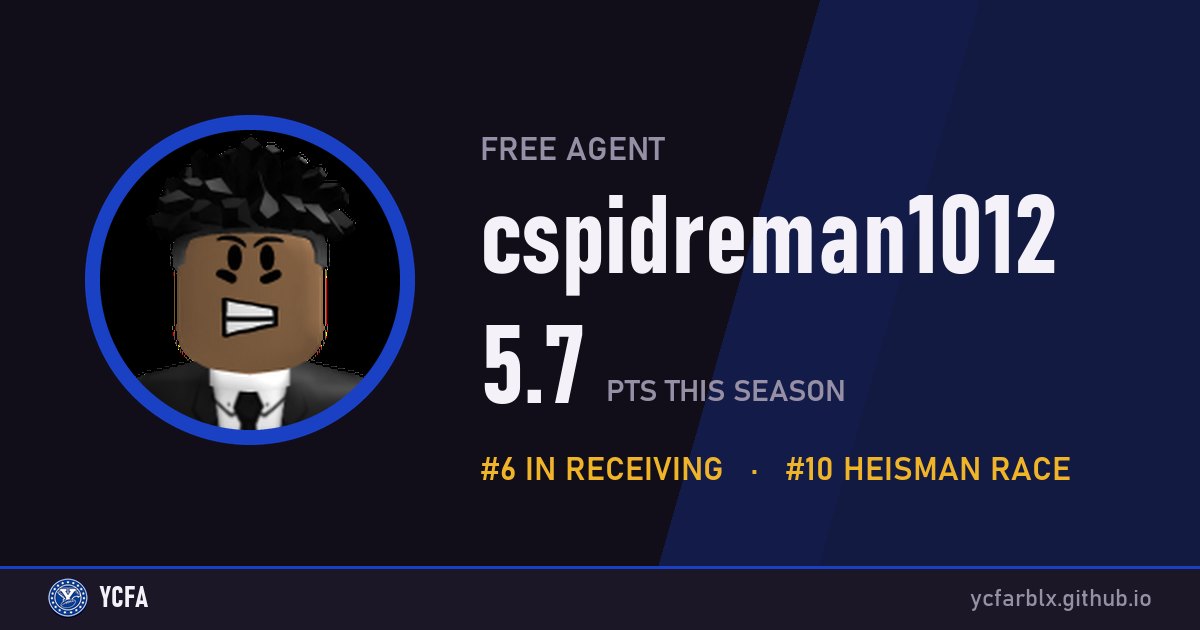 FREE AGENT
cspidreman1012
5.7 PTS THIS SEASON
#6 IN RECEIVING · #10 HEISMAN RACE
YCFA
ycfarblx.github.io